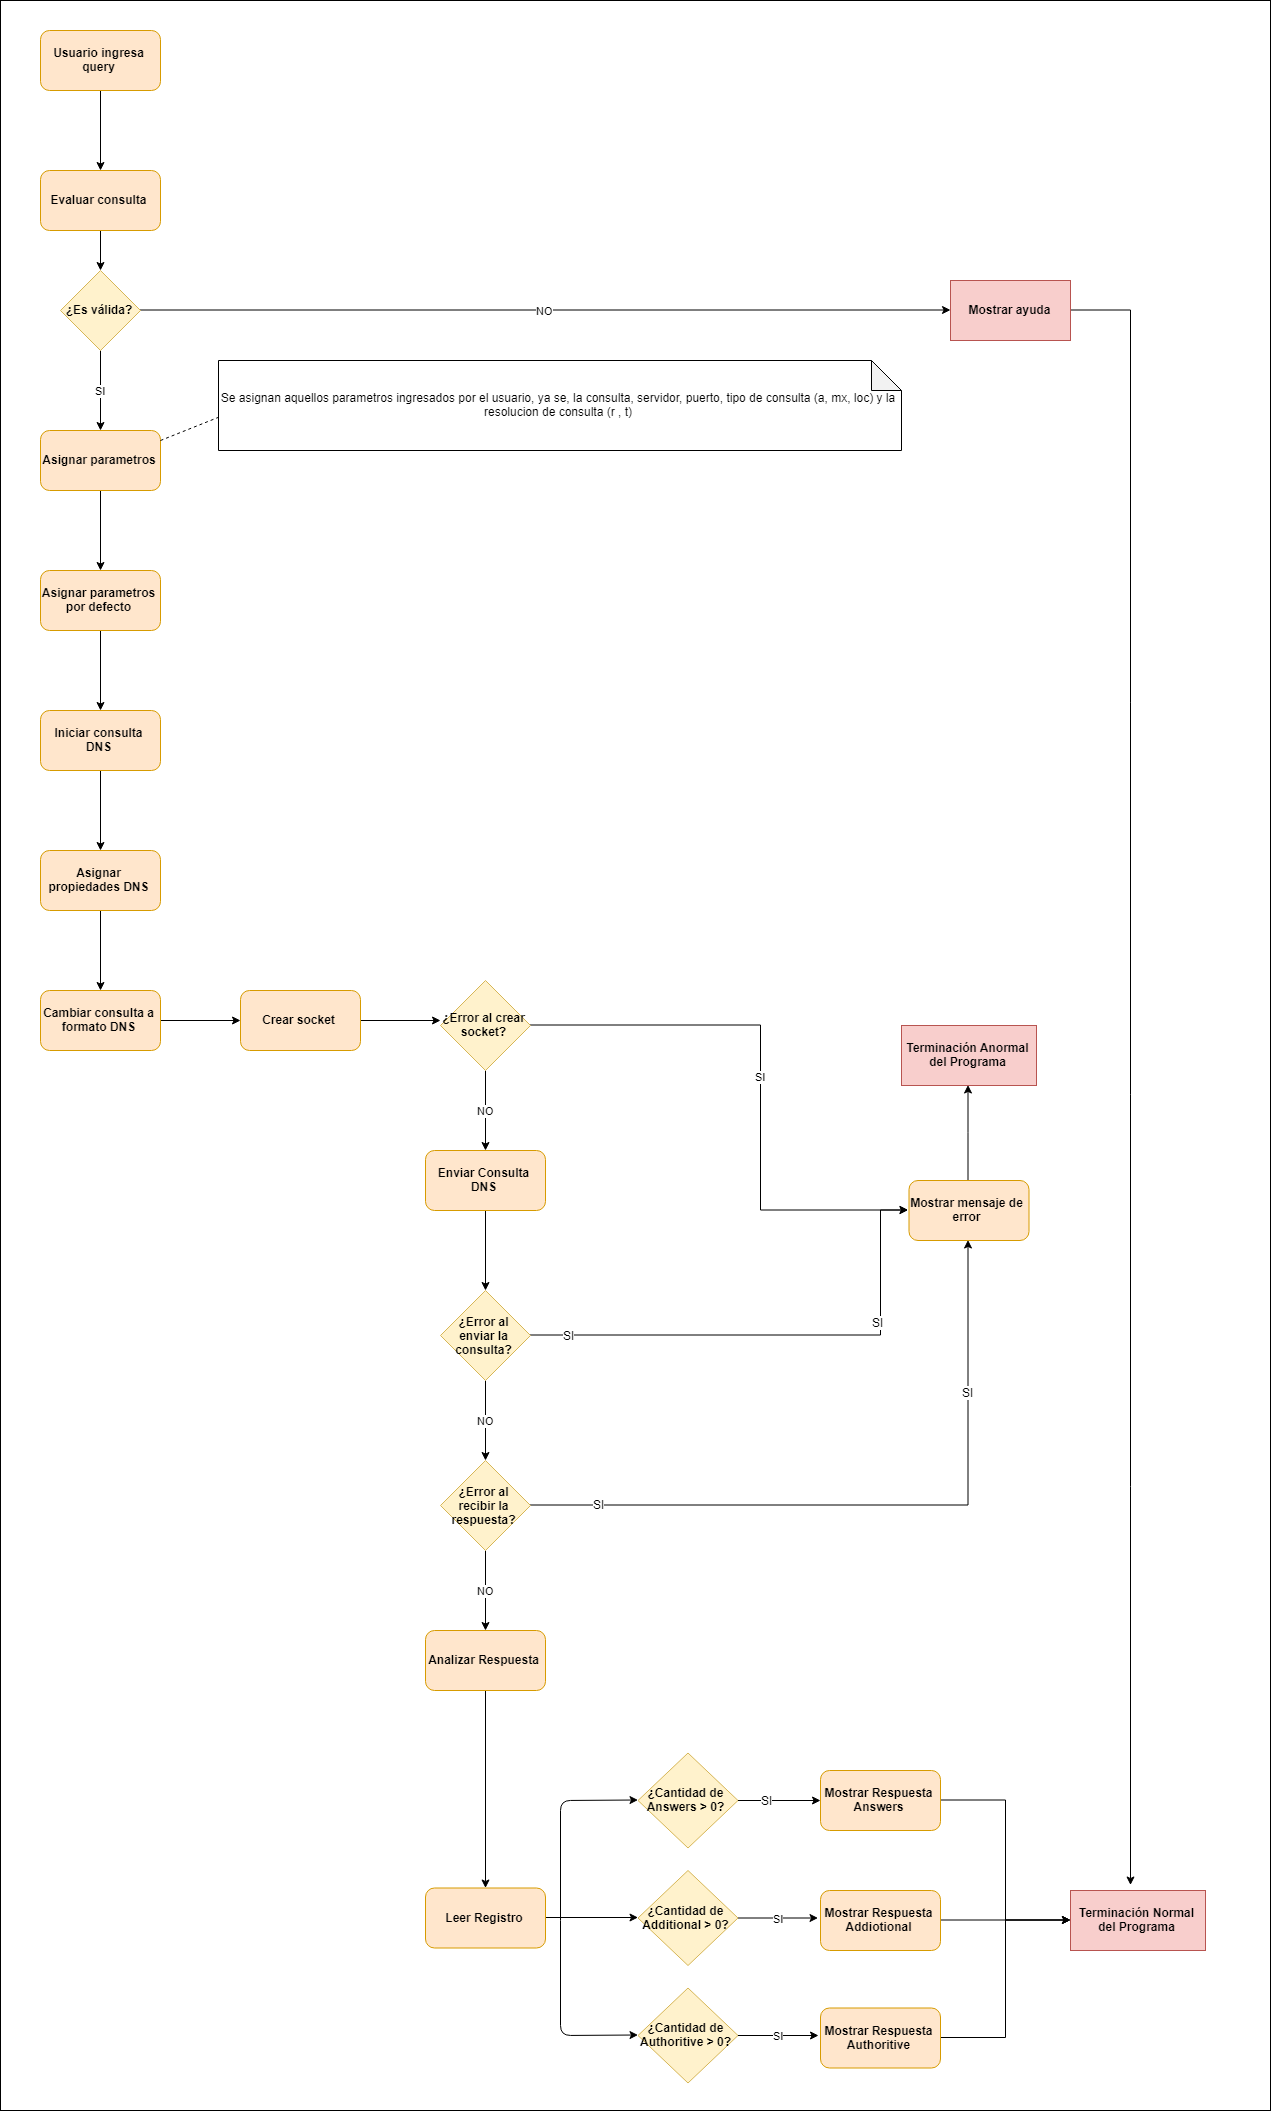 Usuario ingresa
query
Evaluar consulta
¿Es válida?
NO
Mostrar ayuda
SI
Se asignan aquellos parametros ingresados por el usuario, ya se, la consulta, servidor, puerto, tipo de consulta (a, mx, loc) y la
resolucion de consulta (r , t)
Asignar parametros
Asignar parametros
por defecto
Iniciar consulta
DNS
Asignar
propiedades DNS
Cambiar consulta a
formato DNS
Crear socket
¿Error al crear
socket?
SI
Terminación Anormal
del Programa
NO
Enviar Consulta
DNS
Mostrar mensaje de
error
¿Error al
enviar la
consulta?
SI
SI
SI
NO
¿Error al
recibir la
respuesta?
SI
NO
Analizar Respuesta
Leer Registro
¿Cantidad de
Answers > 0?
SI
Mostrar Respuesta
Answers
¿Cantidad de
Additional > 0?
SI
Mostrar Respuesta
Addiotional
Terminación Normal
del Programa
¿Cantidad de
Authoritive > 0?
SI
Mostrar Respuesta
Authoritive